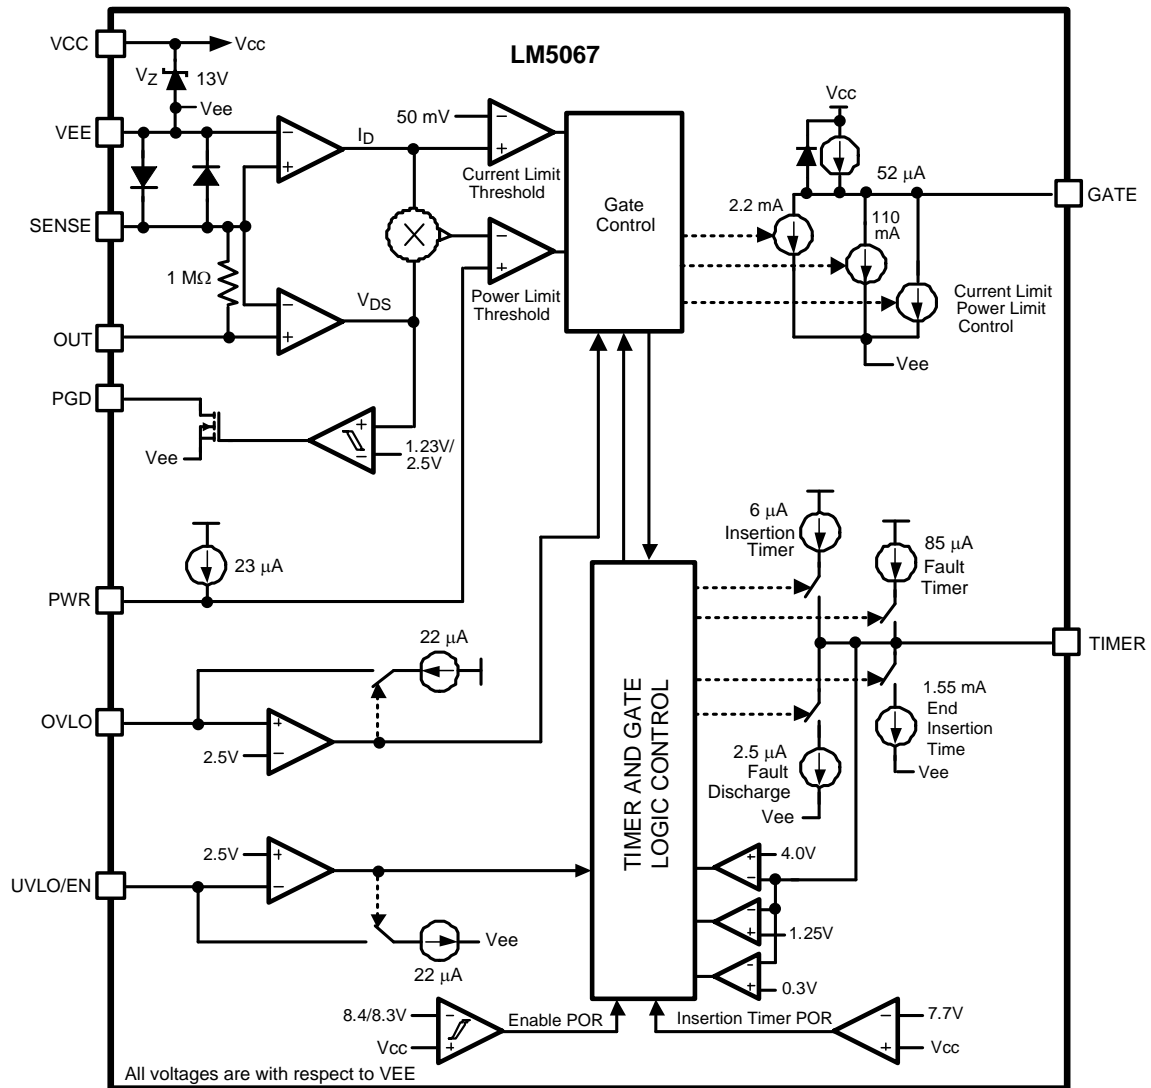 LM5067
VCC
Vcc
VZ
13V
Vee
VEE
SENSE
1 MΩ
OUT
PGD
Vee
ID
VDS
1.23V/
2.5V
50 mV
Current Limit
Threshold
Power Limit
Threshold
Gate
Control
Vcc
52 μA
2.2 mA
110
mA
Current Limit
Power Limit
Control
Vee
GATE
23 μA
PWR
22 μA
OVLO
2.5V
2.5V
UVLO/EN
Vee
22 μA
TIMER AND GATE
LOGIC CONTROL
6 μA
Insertion
Timer
85 μA
Fault
Timer
TIMER
1.55 mA
End
Insertion
Time
Vee
2.5 μA
Fault
Discharge
Vee
4.0V
1.25V
0.3V
8.4/8.3V
Vcc
Enable POR
Insertion Timer POR
7.7V
Vcc
All voltages are with respect to VEE